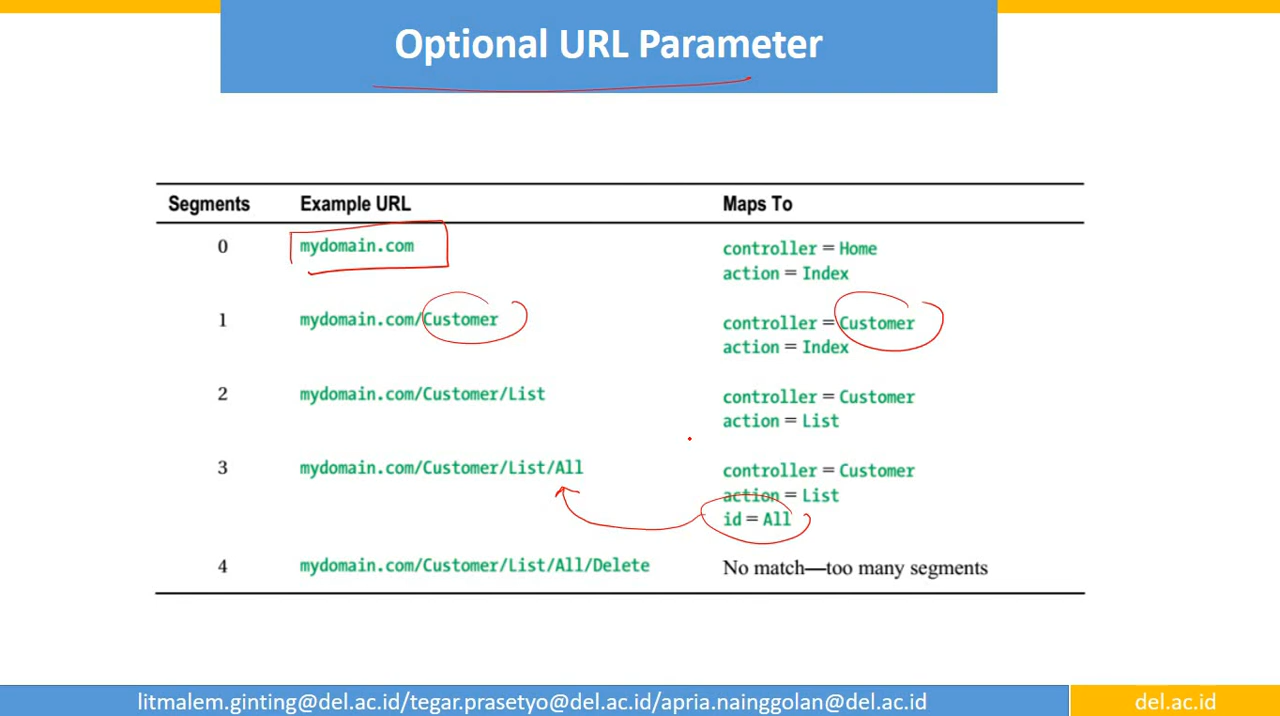 Optional URL Parameter
Segments Example URL Maps To
0 mydomain.com controller = Home
action = Index
1 mydomain.com/Customer controller = Customer
action = Index
2 mydomain.com/Customer/List controller = Customer
action = List
3 mydomain.com/Customer/List/All controller = Customer
action = List
id = All
4 mydomain.com/Customer/List/All/Delete No match—too many segments
litmalem.ginting@del.ac.id/tegar.prasetyo@del.ac.id/apria.nainggolan@del.ac.id del.ac.id